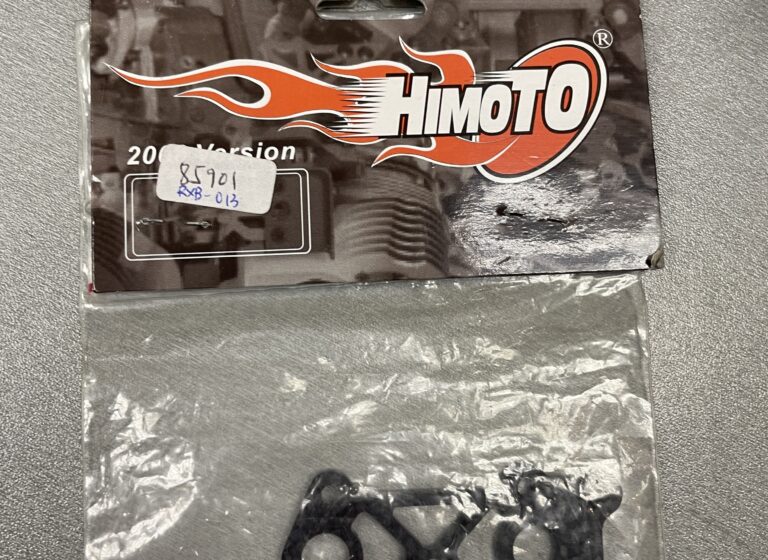 HIMOTO ®
Version
85901
RXB-013